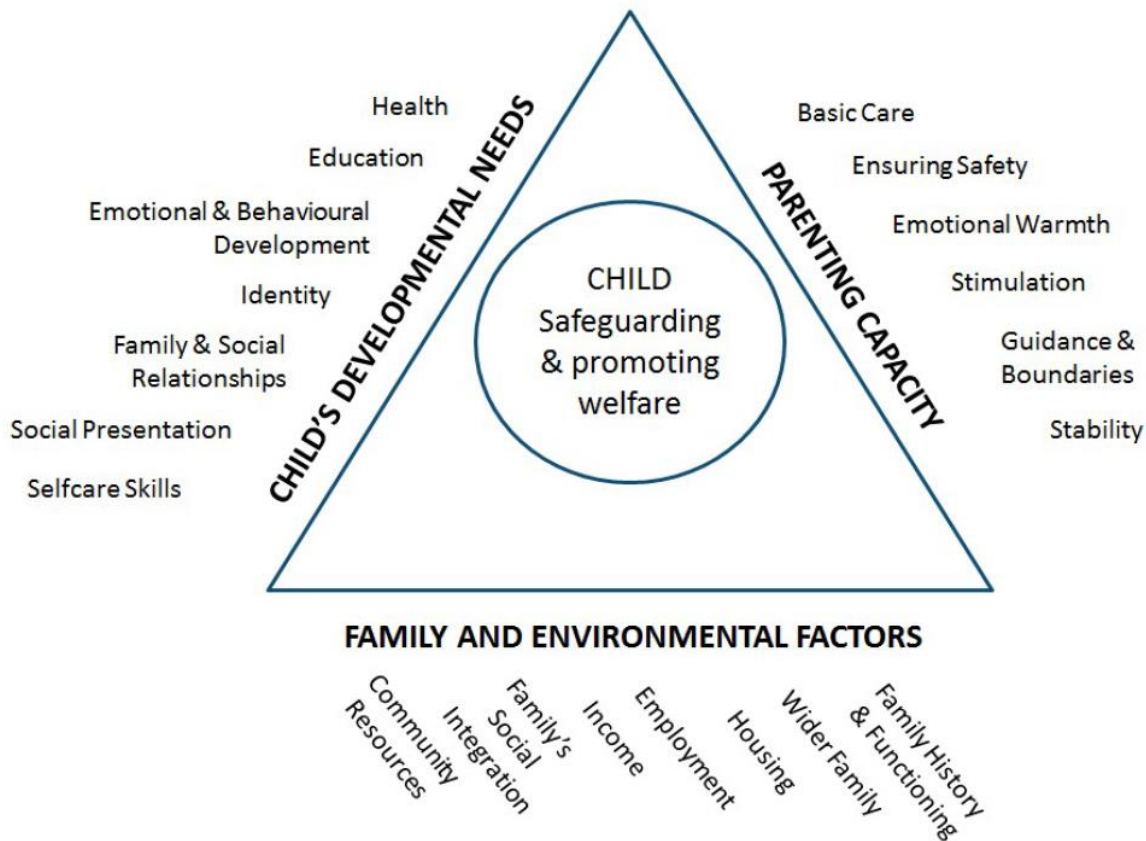 Health
Education
Emotional & Behavioural
Development
Identity
Family & Social
Relationships
Social Presentation
Selfcare Skills
CHILD'S DEVELOPMENTAL NEEDS
CHILD
Safeguarding
& promoting
welfare
PARENTING CAPACITY
Basic Care
Ensuring Safety
Emotional Warmth
Stimulation
Guidance &
Boundaries
Stability
FAMILY AND ENVIRONMENTAL FACTORS
Community
Resources
Family's
Social
Integration
Income
Employment
Housing
Wider Family
Family History
& Functioning